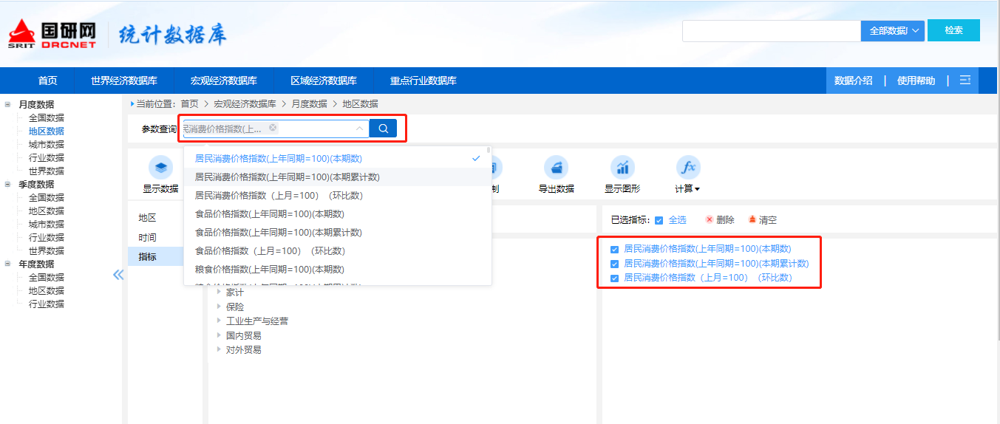 国研网
SRIT DRCNET
统计数据库
全部数据
检索
首页 世界经济数据库 宏观经济数据库 区域经济数据库 重点行业数据库
数据介绍 | 使用帮助 |
月度数据
全国数据
地区数据
城市数据
行业数据
世界数据
季度数据
全国数据
地区数据
城市数据
行业数据
世界数据
年度数据
全国数据
地区数据
行业数据
当前位置: 首页 > 宏观经济数据库 > 月度数据 > 地区数据
参数查询
消费价格指数(上...
居民消费价格指数(上年同期=100)(本期数)
居民消费价格指数(上年同期=100)(本期累计数)
居民消费价格指数（上月=100）（环比数)
食品价格指数(上年同期=100)(本期数)
食品价格指数(上年同期=100)(本期累计数)
食品价格指数（上月=100）（环比数)
粮食价格指数(上年同期=100)(本期数)
显示数据
制
导出数据
显示图形
fx
计算
地区
时间
指标
家计
保险
工业生产与经营
国内贸易
对外贸易
已选指标: 全选 删除 清空
居民消费价格指数(上年同期=100)(本期数)
居民消费价格指数(上年同期=100)(本期累计数)
居民消费价格指数（上月=100）（环比数)